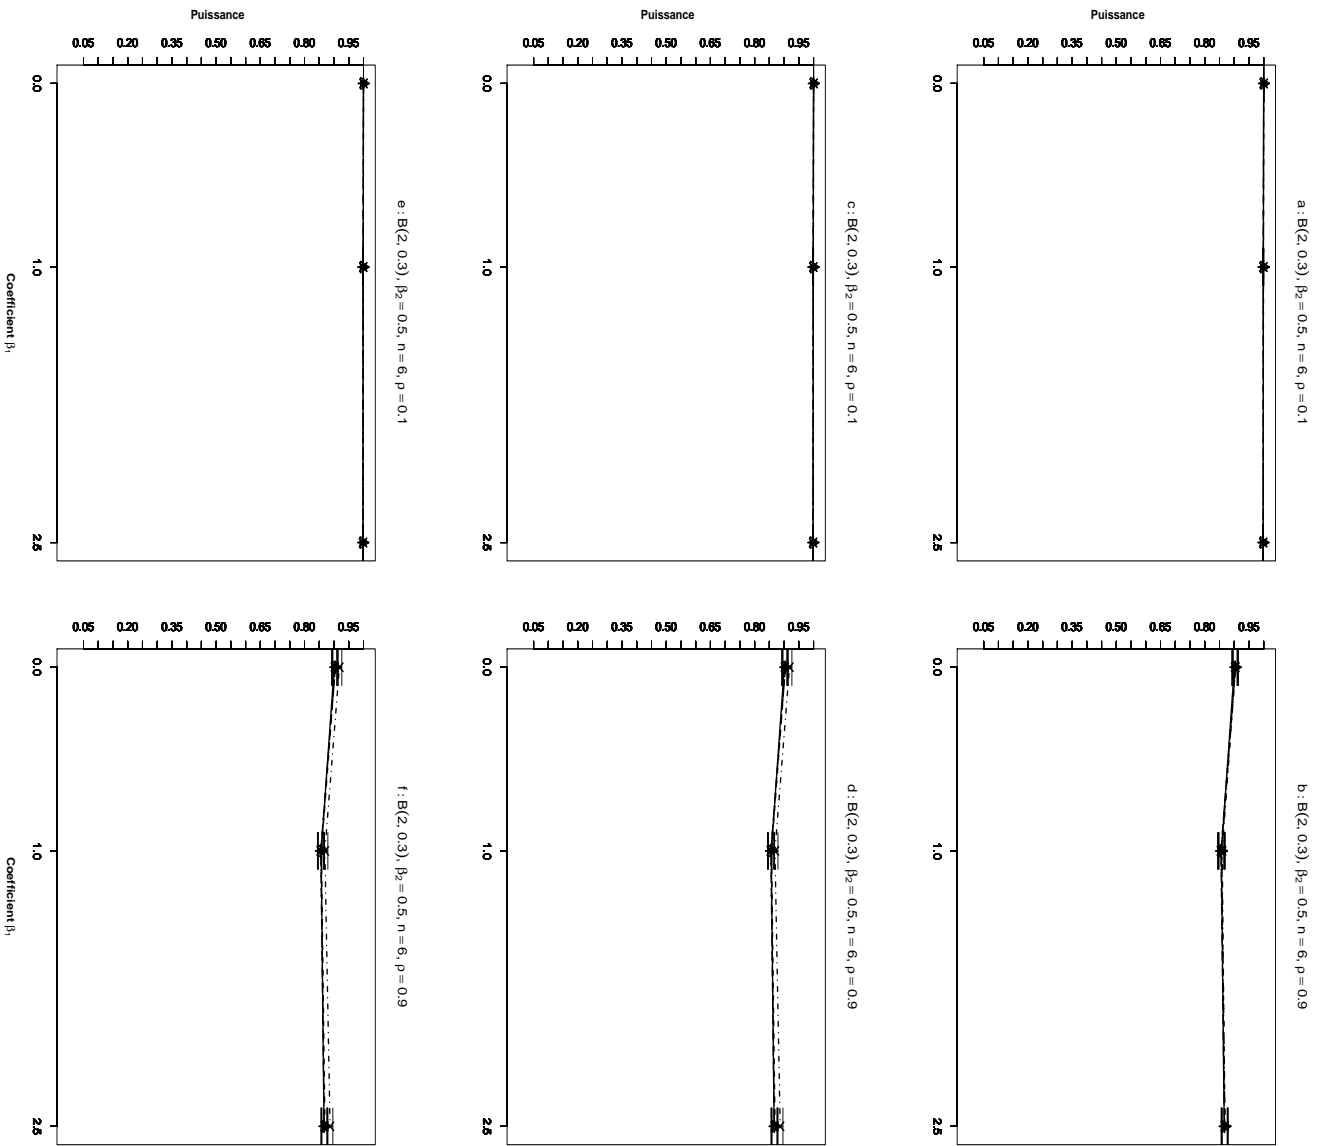 a : B(2, 0.3), β₂ = 0.5, n = 6, ρ = 0.1
Puissance
0.05 0.20 0.35 0.50 0.65 0.80 0.95
0.0 1.0 2.5
b : B(2, 0.3), β₂ = 0.5, n = 6, ρ = 0.9
0.05 0.20 0.35 0.50 0.65 0.80 0.95
0.0 1.0 2.5
c : B(2, 0.3), β₂ = 0.5, n = 6, ρ = 0.1
Puissance
0.05 0.20 0.35 0.50 0.65 0.80 0.95
0.0 1.0 2.5
d : B(2, 0.3), β₂ = 0.5, n = 6, ρ = 0.9
0.05 0.20 0.35 0.50 0.65 0.80 0.95
0.0 1.0 2.5
e : B(2, 0.3), β₂ = 0.5, n = 6, ρ = 0.1
Puissance
0.05 0.20 0.35 0.50 0.65 0.80 0.95
0.0 1.0 2.5
Coefficient β₁
f : B(2, 0.3), β₂ = 0.5, n = 6, ρ = 0.9
0.05 0.20 0.35 0.50 0.65 0.80 0.95
0.0 1.0 2.5
Coefficient β₁